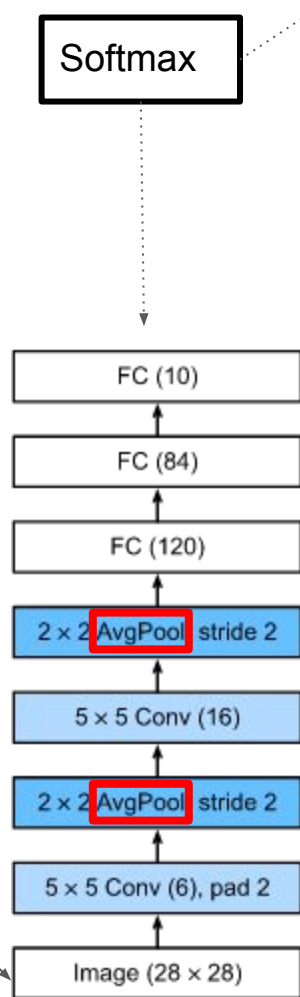 Softmax
FC (10)
FC (84)
FC (120)
2 × 2 AvgPool, stride 2
5 × 5 Conv (16)
2 × 2 AvgPool, stride 2
5 × 5 Conv (6), pad 2
Image (28 × 28)